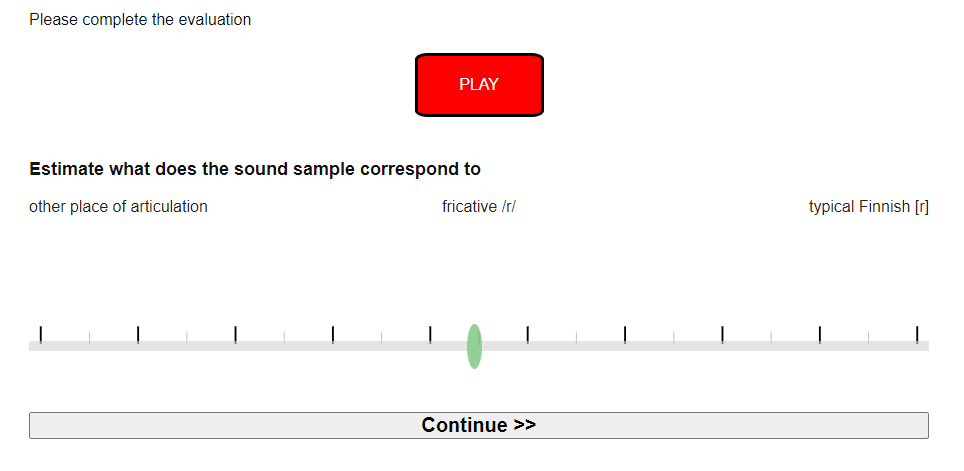 Please complete the evaluation
PLAY
Estimate what does the sound sample correspond to
other place of articulation fricative /r/ typical Finnish [r]
Continue >>